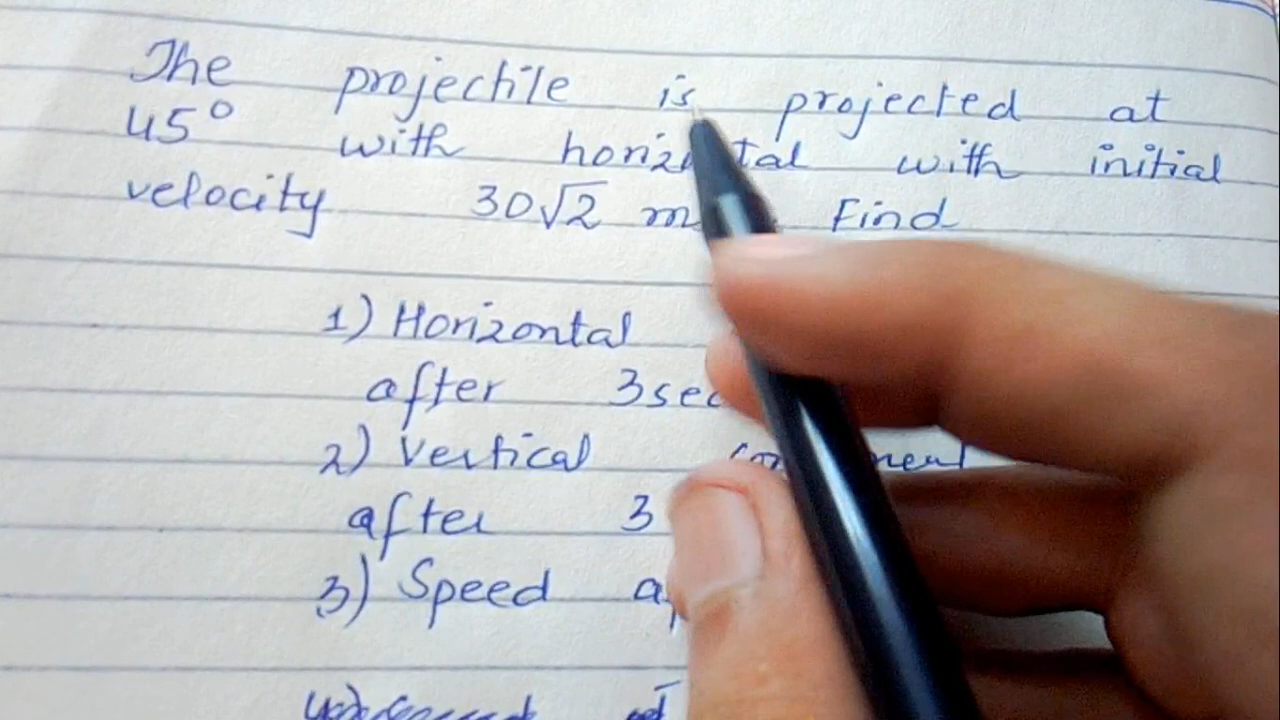 The projectile is projected at
45° with horizontal with initial
velocity 30√2 m Find
1) Horizontal
after 3sec
2) Vertical component
after 3
3) Speed